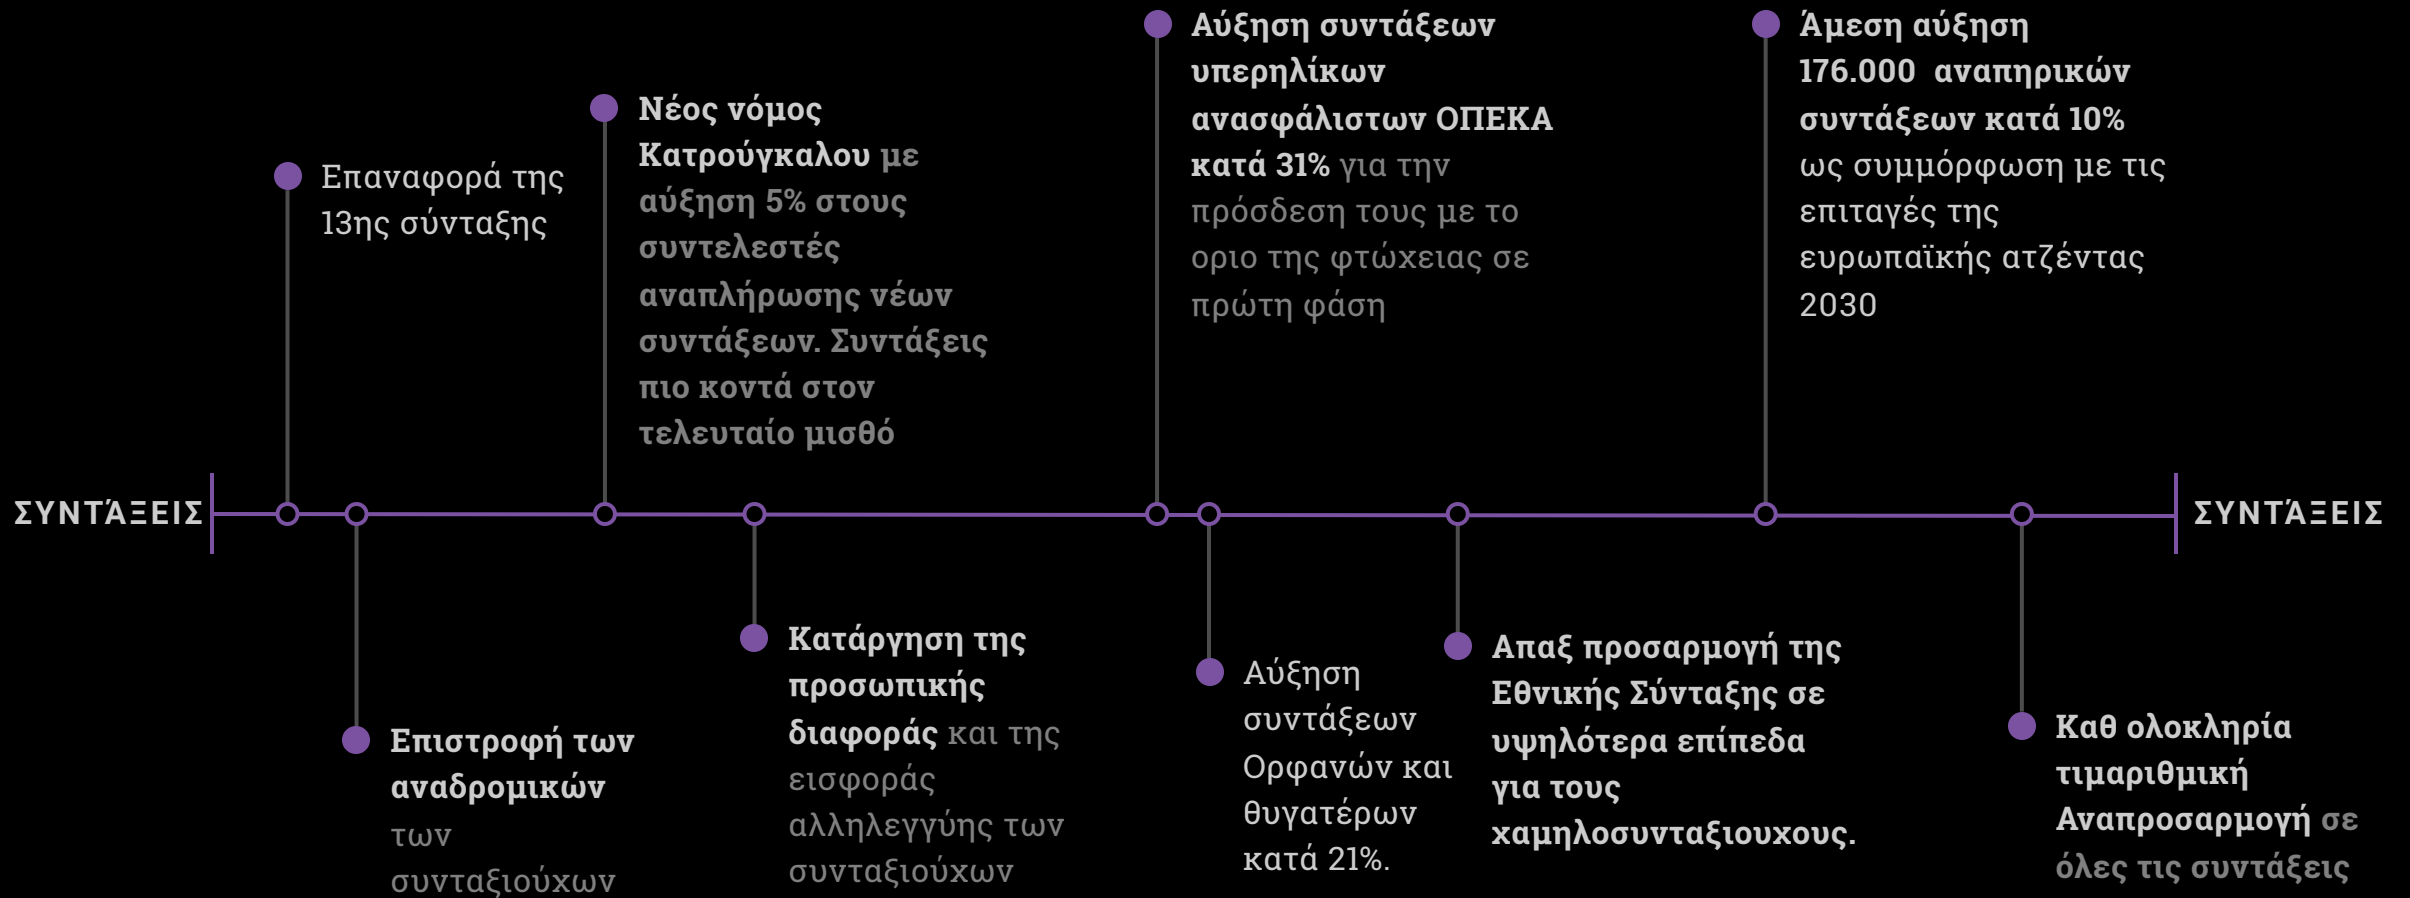 ΣΥΝΤΆΞΕΙΣ
Επαναφορά της
13ης σύνταξης
Επιστροφή των
αναδρομικών
των
συνταξιούχων
Νέος νόμος
Κατρούγκαλου με
αύξηση 5% στους
συντελεστές
αναπλήρωσης νέων
συντάξεων. Συντάξεις
πιο κοντά στον
τελευταίο μισθό
Κατάργηση της
προσωπικής
διαφοράς και της
εισφοράς
αλληλεγγύης των
συνταξιούχων
Αύξηση συντάξεων
υπερηλίκων
ανασφάλιστων ΟΠΕΚΑ
κατά 31% για την
πρόσδεση τους με το
οριο της φτώχειας σε
πρώτη φάση
Αύξηση
συντάξεων
Ορφανών και
θυγατέρων
κατά 21%.
Απαξ προσαρμογή της
Εθνικής Σύνταξης σε
υψηλότερα επίπεδα
για τους
χαμηλοσυνταξιουχους.
Άμεση αύξηση
176.000 αναπηρικών
συντάξεων κατά 10%
ως συμμόρφωση με τις
επιταγές της
ευρωπαϊκής ατζέντας
2030
Καθ ολοκληρία
τιμαριθμική
Αναπροσαρμογή σε
όλες τις συντάξεις
ΣΥΝΤΆΞΕΙΣ